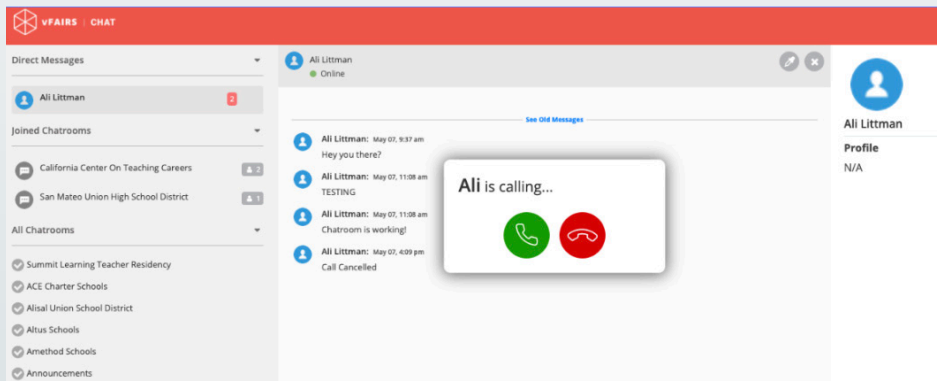 vFAIRS | CHAT
Direct Messages
Ali Littman
2
Joined Chatrooms
California Center On Teaching Careers
2
San Mateo Union High School District
1
All Chatrooms
Summit Learning Teacher Residency
ACE Charter Schools
Alisal Union School District
Altus Schools
Amethod Schools
Announcements
Ali Littman
Online
See Old Messages
Ali Littman: May 07, 9:37 am
Hey you there?
Ali Littman: May 07, 11:08 am
TESTING
Ali Littman: May 07, 11:08 am
Chatroom is working!
Ali Littman: May 07, 4:09 pm
Call Cancelled
Ali is calling...
Ali Littman
Profile
N/A